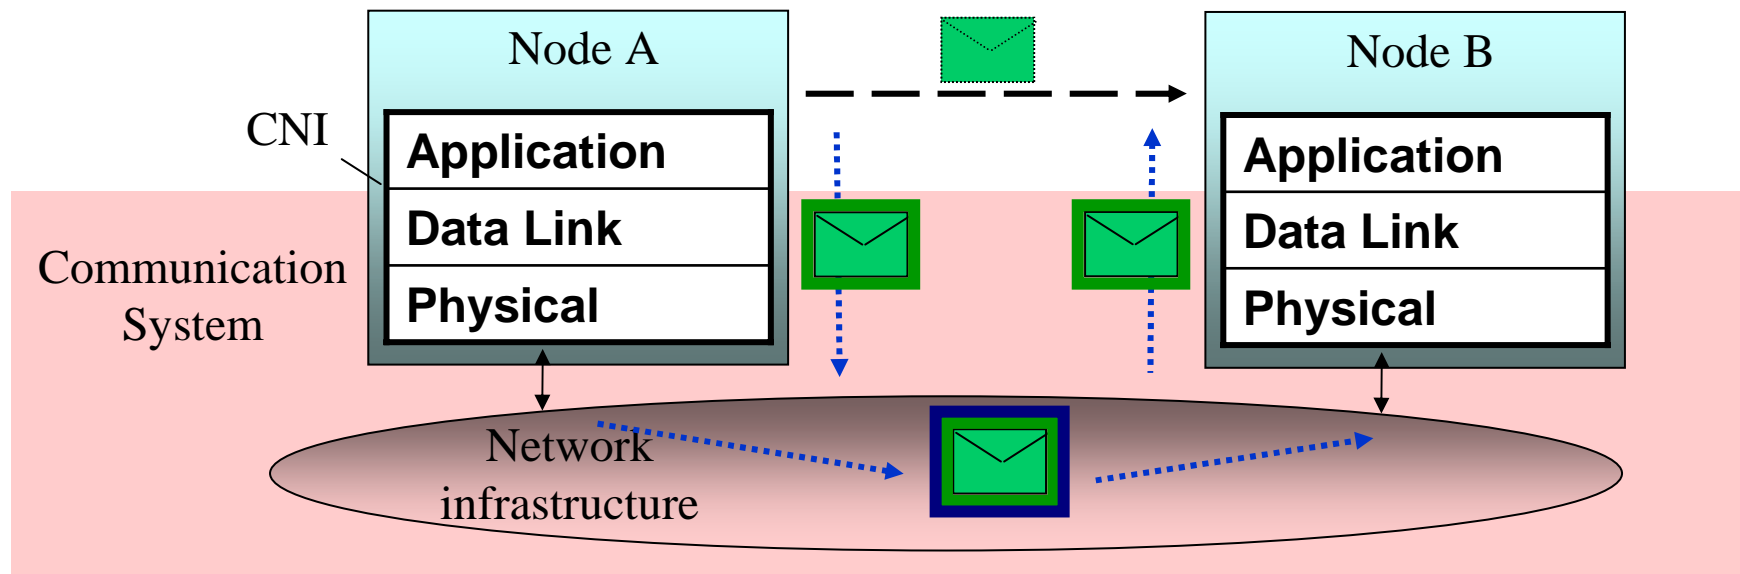 Node A
Node B
CNI
Application
Data Link
Physical
Application
Data Link
Physical
Communication
System
Network
infrastructure